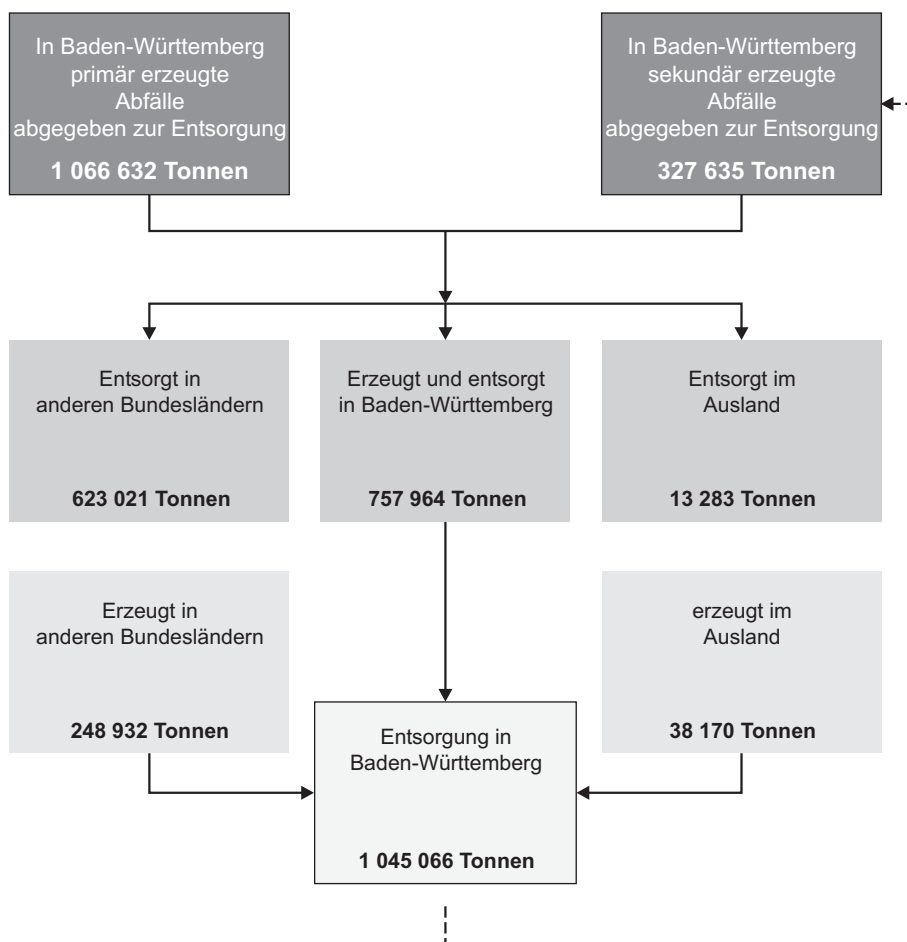 In Baden-Württemberg
primär erzeugte
Abfälle
abgegeben zur Entsorgung
1 066 632 Tonnen
In Baden-Württemberg
sekundär erzeugte
Abfälle
abgegeben zur Entsorgung
327 635 Tonnen
Entsorgt in
anderen Bundesländern
623 021 Tonnen
Erzeugt und entsorgt
in Baden-Württemberg
757 964 Tonnen
Entsorgt im
Ausland
13 283 Tonnen
Erzeugt in
anderen Bundesländern
248 932 Tonnen
erzeugt im
Ausland
38 170 Tonnen
Entsorgung in
Baden-Württemberg
1 045 066 Tonnen